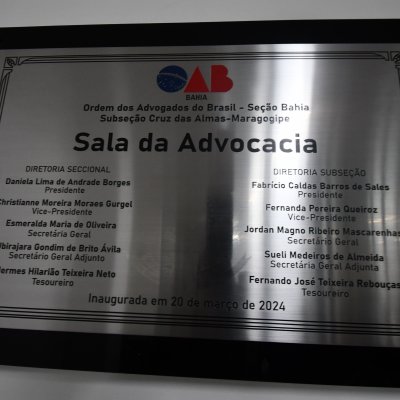 OAB
BAHIA
Ordem dos Advogados do Brasil - Seção Bahia
Subseção Cruz das Almas-Maragogipe
Sala da Advocacia
DIRETORIA SECCIONAL
Daniela Lima de Andrade Borges
Presidente
Christianne Moreira Moraes Gurgel
Vice-Presidente
Esmeralda Maria de Oliveira
Secretária Geral
Ubirajara Gondim de Brito Ávila
Secretário Geral Adjunto
Hermes Hilarião Teixeira Neto
Tesoureiro
DIRETORIA SUBSEÇÃO
Fabrício Caldas Barros de Sales
Presidente
Fernanda Pereira Queiroz
Vice-Presidente
Jordan Magno Ribeiro Mascarenhas
Secretário Geral
Sueli Medeiros de Almeida
Secretária Geral Adjunta
Fernando José Teixeira Rebouças
Tesoureiro
Inaugurada em 20 de março de 2024